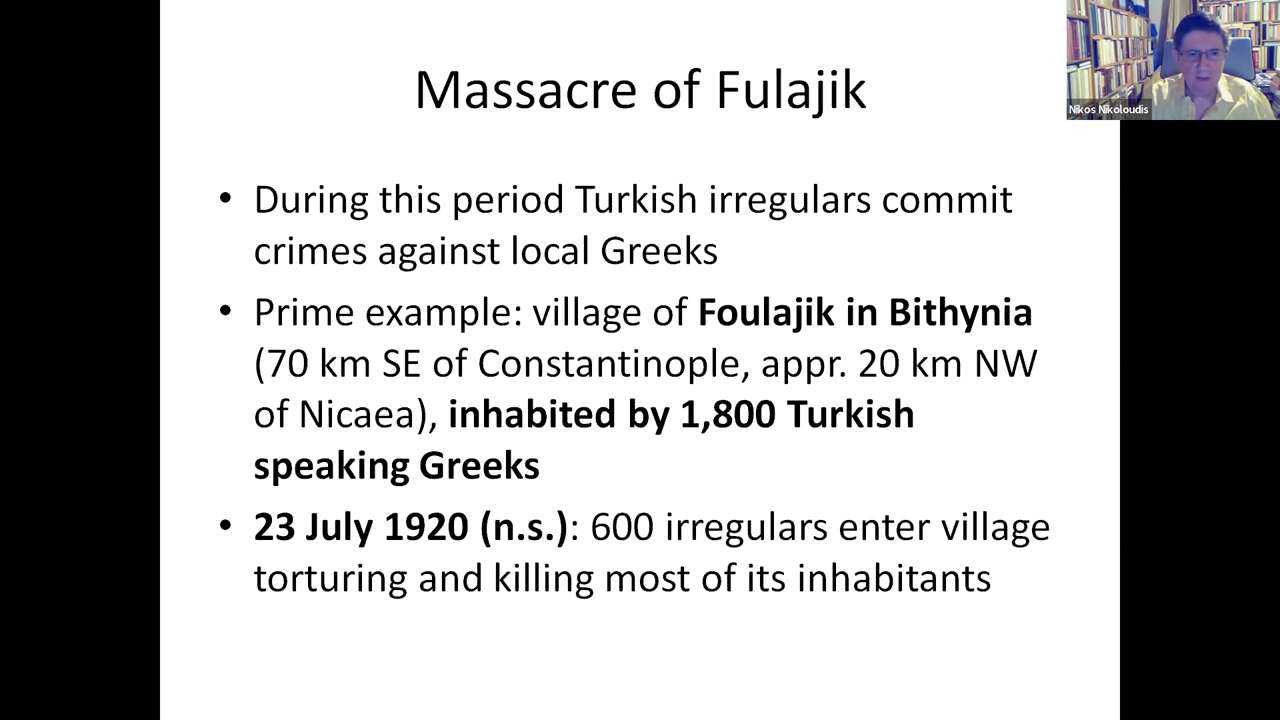 Massacre of Fulajik
Nikos Nikoloudis
• During this period Turkish irregulars commit
crimes against local Greeks
• Prime example: village of Foulajik in Bithynia
(70 km SE of Constantinople, appr. 20 km NW
of Nicaea), inhabited by 1,800 Turkish
speaking Greeks
• 23 July 1920 (n.s.): 600 irregulars enter village
torturing and killing most of its inhabitants